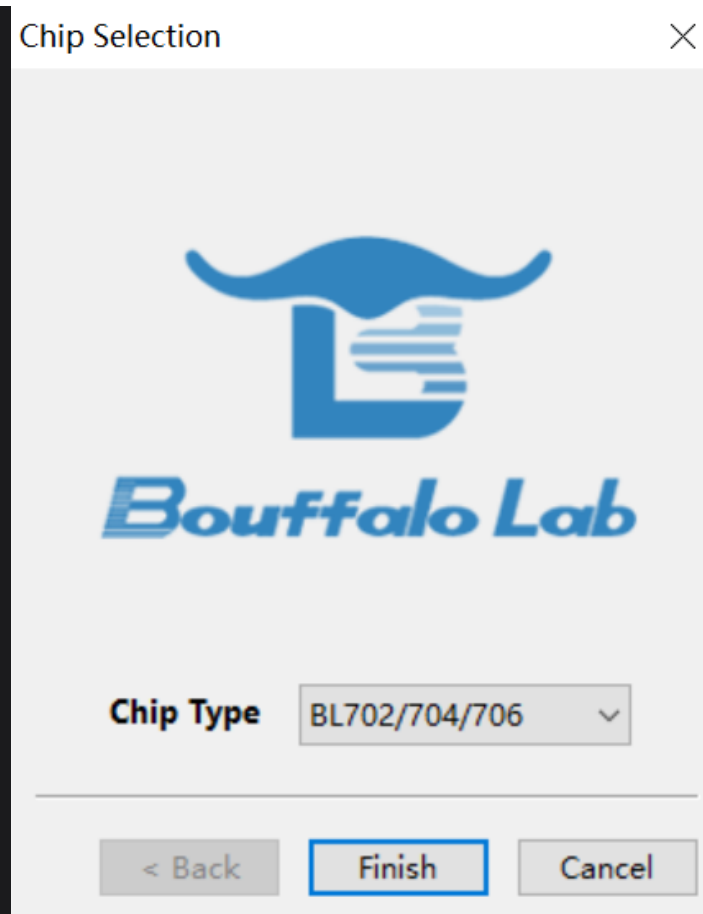 Chip Selection
Bouffalo Lab
Chip Type BL702/704/706
< Back Finish Cancel